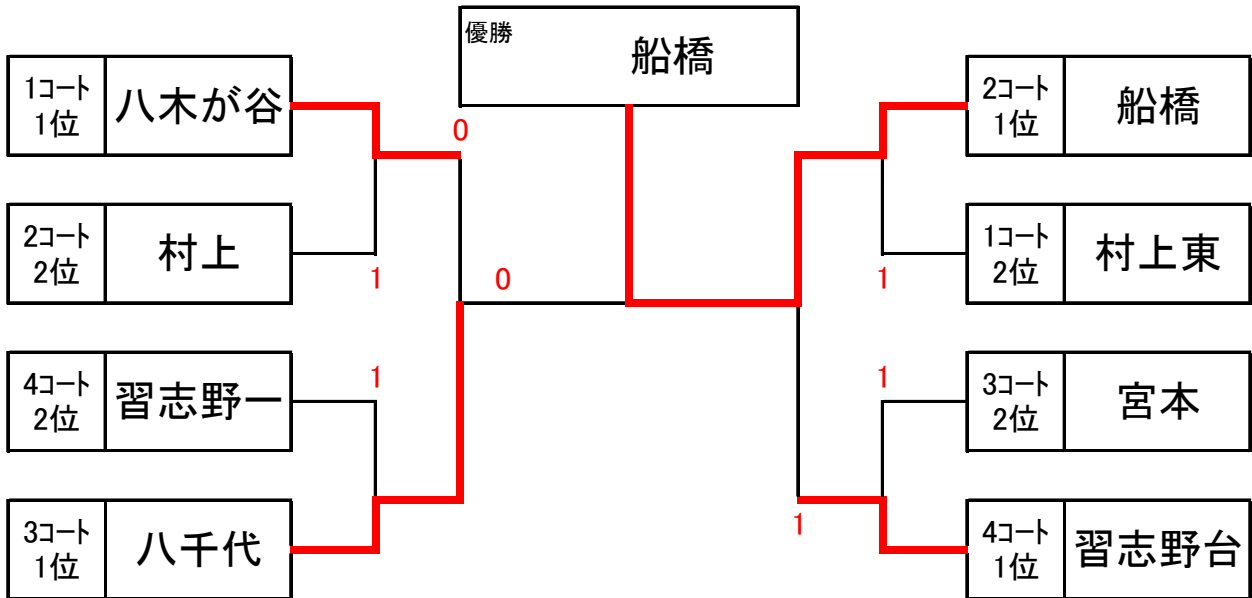 優勝
船橋
1コート
1位
八木が谷
0
2コート
1位
船橋
2コート
2位
村上
1
0
1コート
2位
村上東
1
4コート
2位
習志野一
1
3コート
2位
宮本
1
3コート
1位
八千代
1
4コート
1位
習志野台